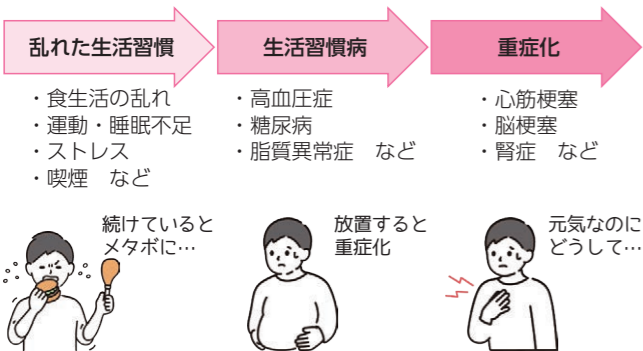 乱れた生活習慣
・食生活の乱れ
・運動・睡眠不足
・ストレス
・喫煙　など
続けていると
メタボに…
生活習慣病
・高血圧症
・糖尿病
・脂質異常症　など
放置すると
重症化
重症化
・心筋梗塞
・脳梗塞
・腎症　など
元気なのに
どうして…